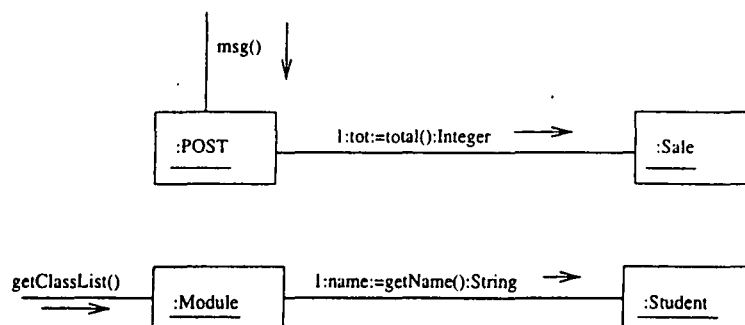 msg()
:POST
1:tot:=total():Integer
:Sale
getClassList()
:Module
1:name:=getName():String
:Student